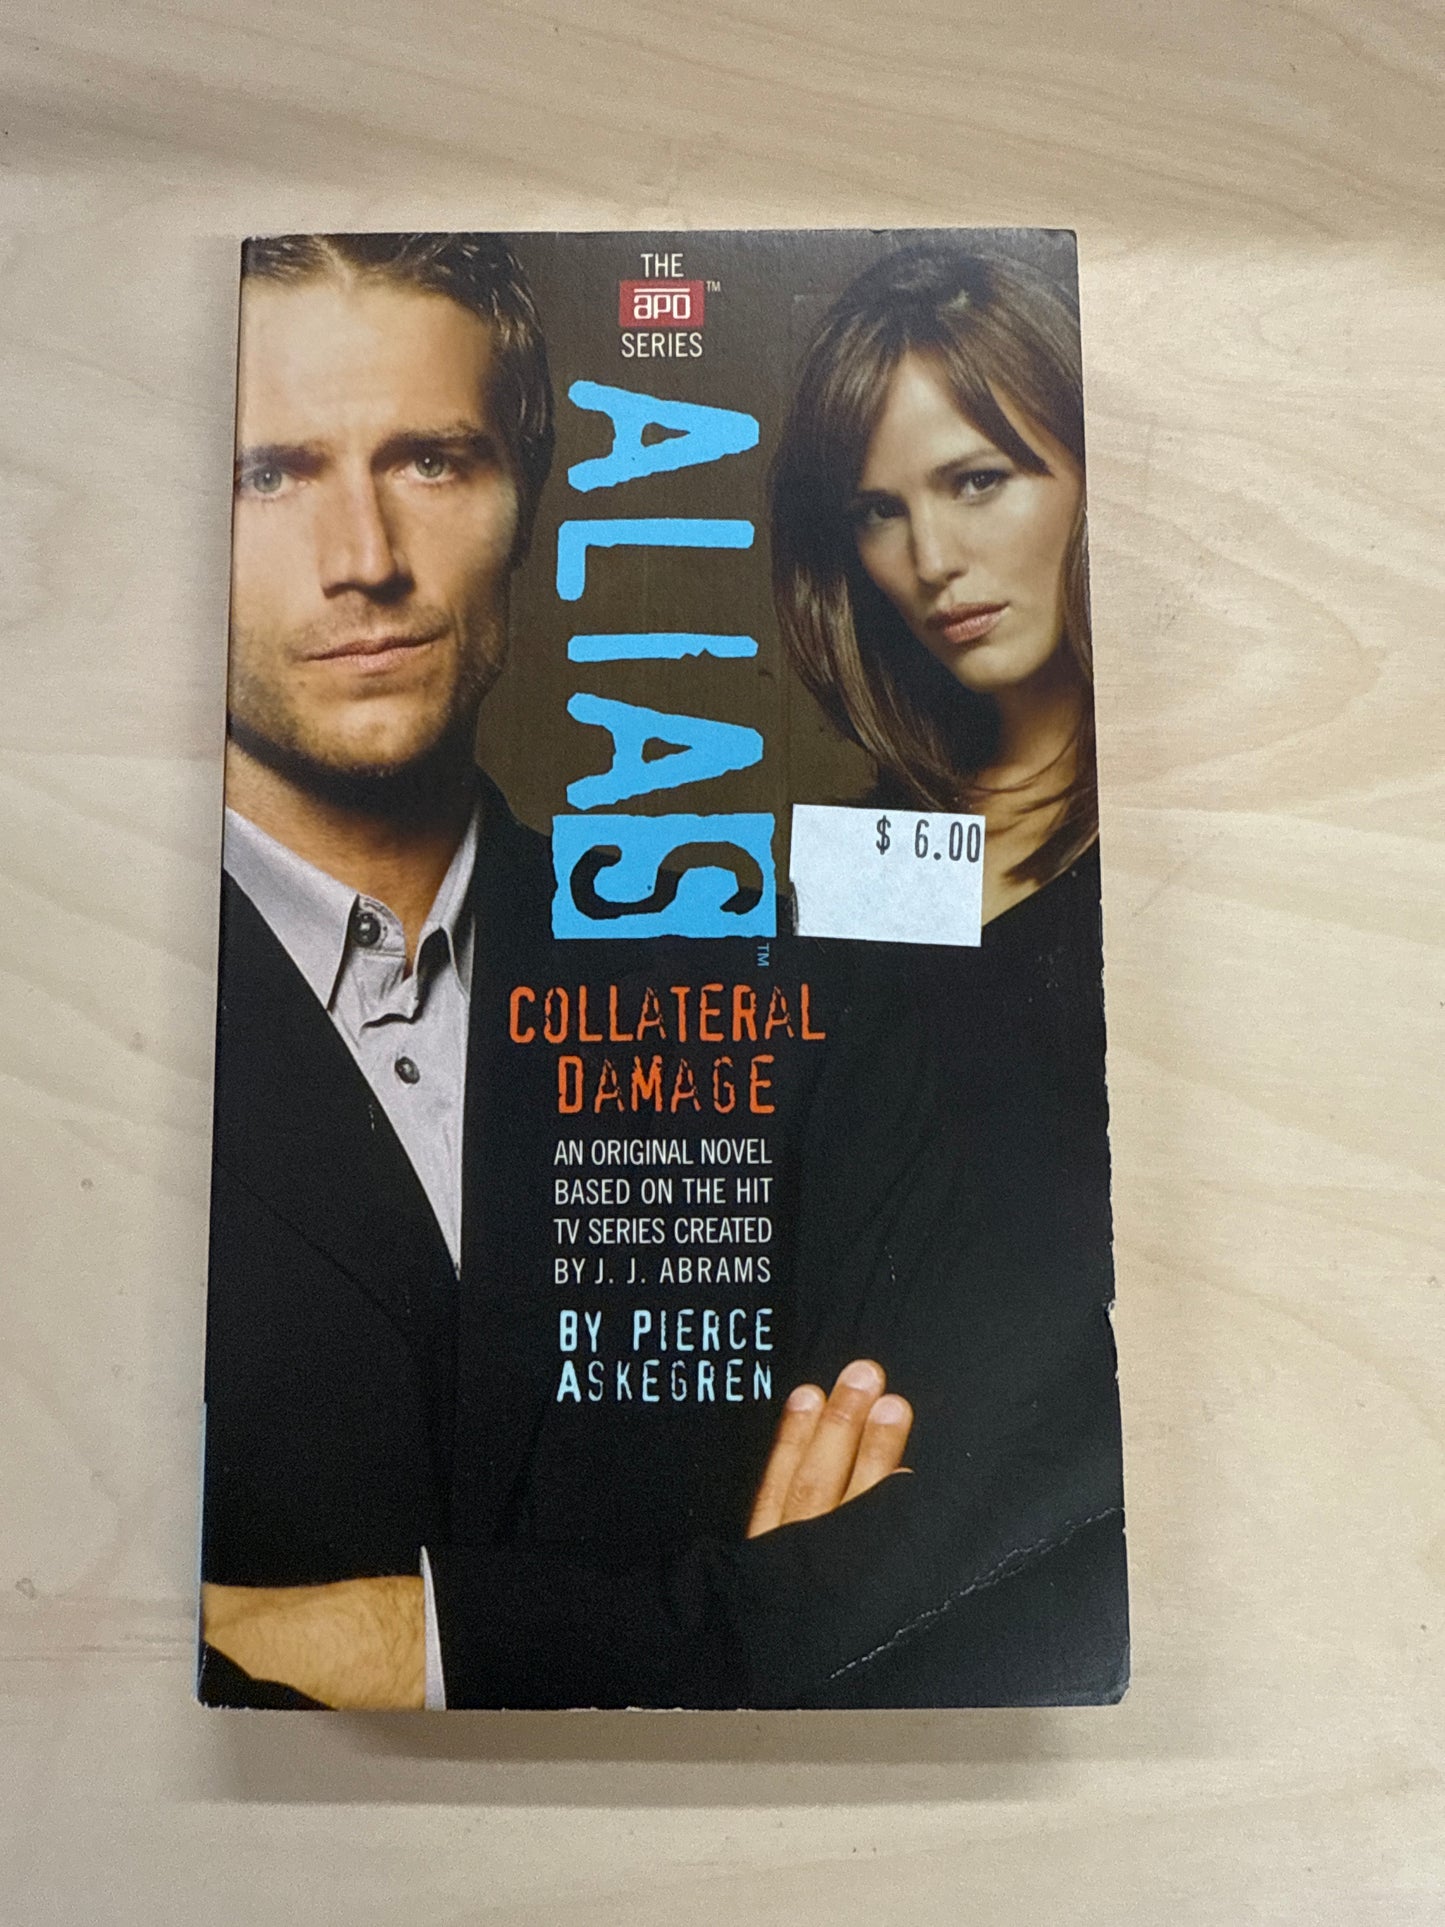 THE
apo™
SERIES
ALIAS™
$ 6.00
COLLATERAL
DAMAGE
AN ORIGINAL NOVEL
BASED ON THE HIT
TV SERIES CREATED
BY J. J. ABRAMS
BY PIERCE
ASKEGREN